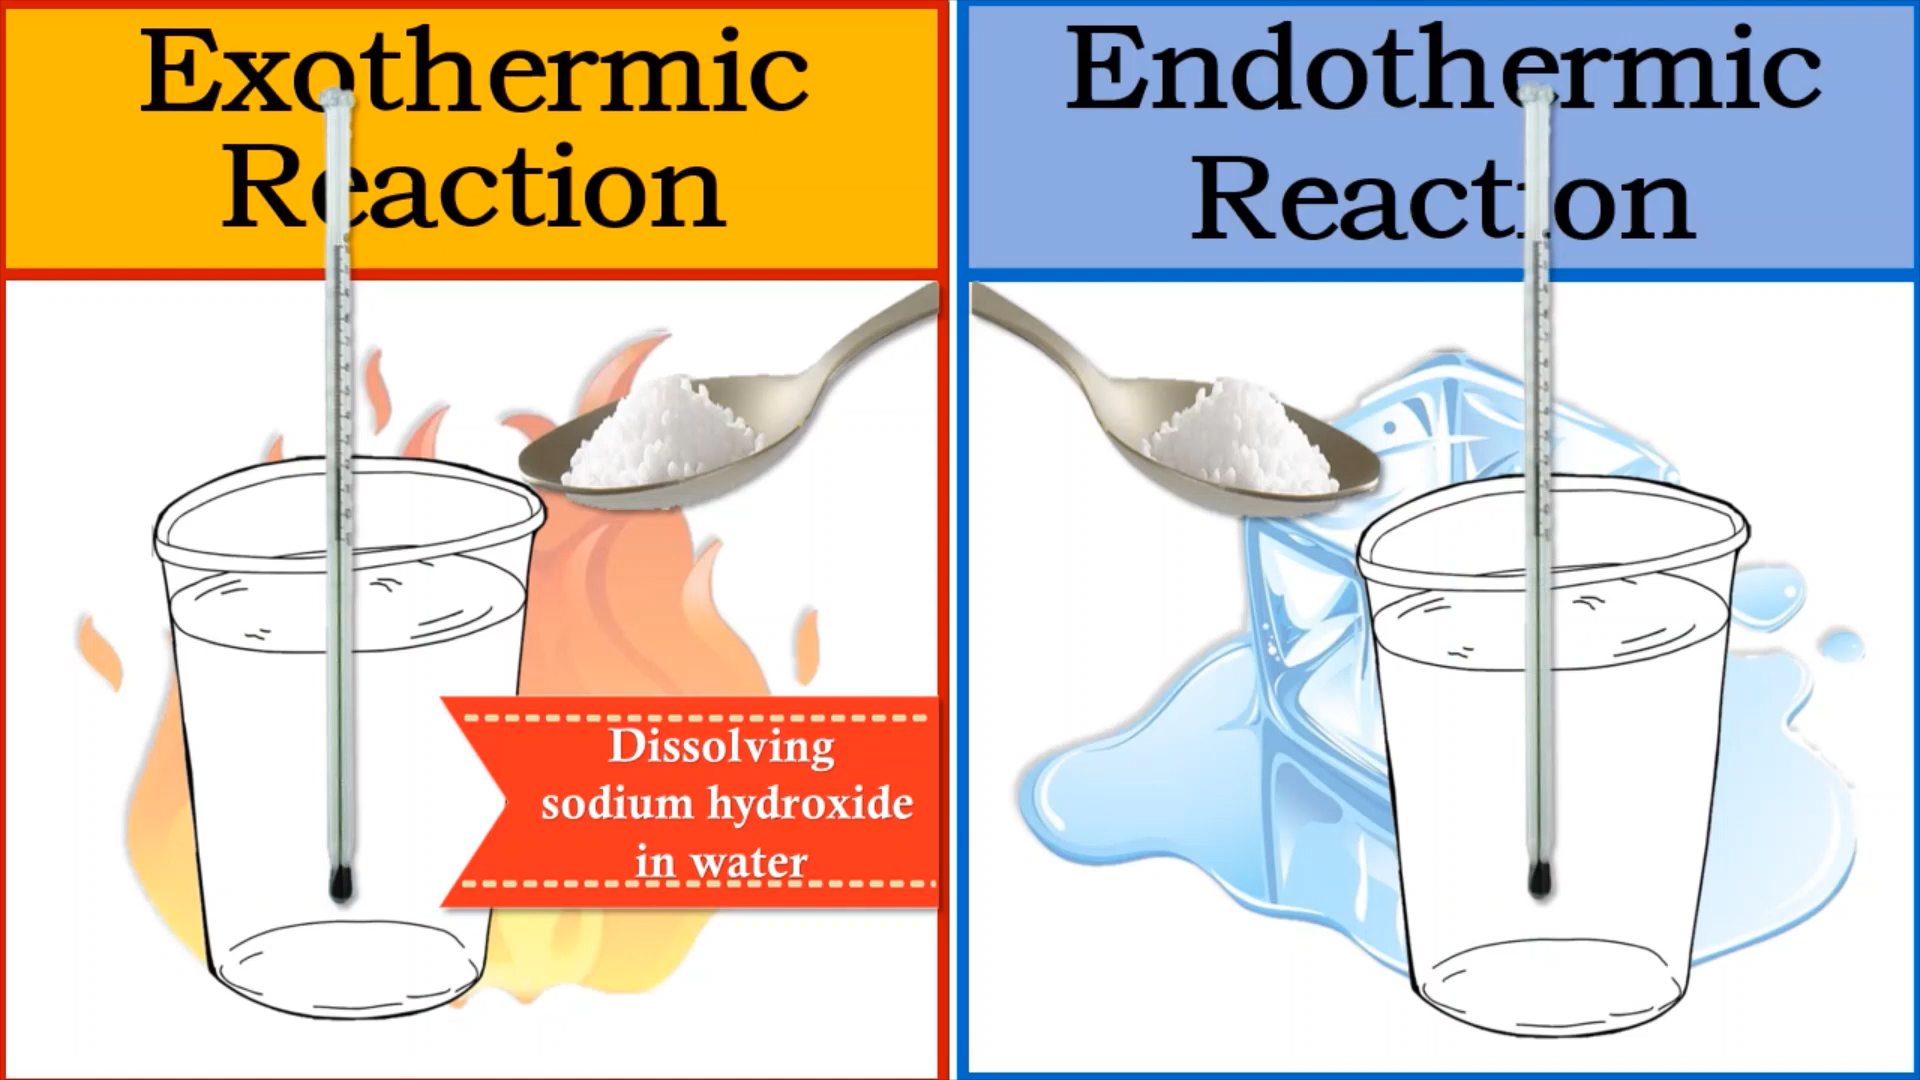 Exothermic
Reaction
Endothermic
Reaction
Dissolving
sodium hydroxide
in water